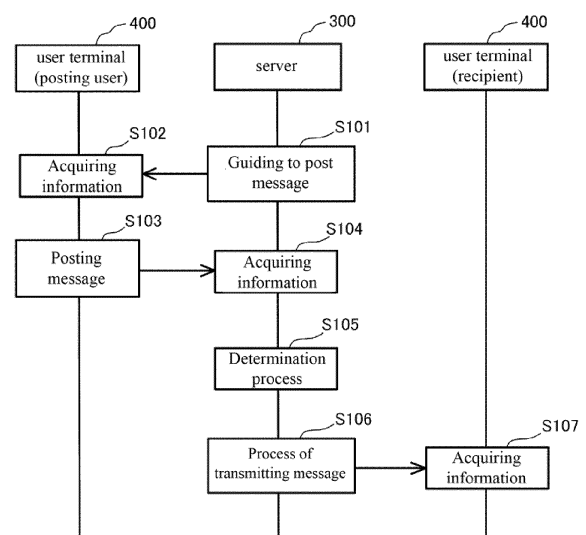 400
300
400
user terminal
(posting user)
server
user terminal
(recipient)
S102
S101
Acquiring
information
Guiding to post
message
S103
S104
Posting
message
Acquiring
information
S105
Determination
process
S106
S107
Process of
transmitting message
Acquiring
information